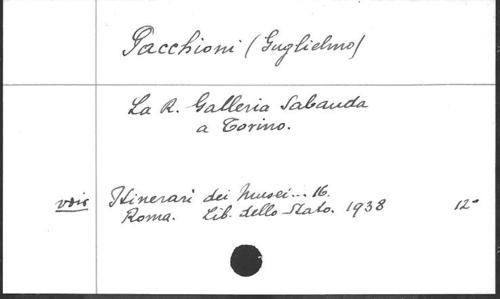 Pacchioni (Guglielmo)
La R. Galleria Sabauda
a Torino.
voir Itinerari dei Musei... 16.
Roma. Lib. dello Stato. 1938 12°